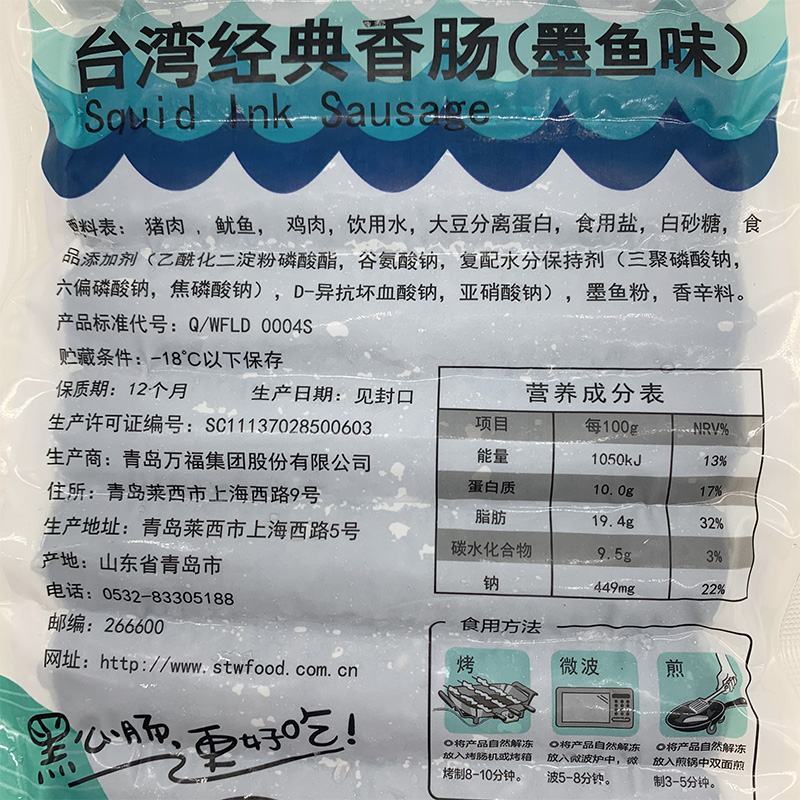 台湾经典香肠(墨鱼味)
Squid Ink Sausage
料表：猪肉，鱿鱼，鸡肉，饮用水，大豆分离蛋白，食用盐，白砂糖，食
品添加剂（乙酰化二淀粉磷酸酯，谷氨酸钠，复配水分保持剂（三聚磷酸钠，
六偏磷酸钠，焦磷酸钠），D-异抗坏血酸钠，亚硝酸钠），墨鱼粉，香辛料。
产品标准代号：Q/WFLD 0004S
贮藏条件：-18℃以下保存
保质期：12个月 生产日期：见封口
生产许可证编号：SC11137028500603
生产商：青岛万福集团股份有限公司
住所：青岛莱西市上海西路9号
生产地址：青岛莱西市上海西路5号
产地：山东省青岛市
电话：0532-83305188
邮编：266600
网址：http://www.stwfood.com.cn
黑心肠，更好吃！
营养成分表
项目 每100g NRV%
能量 1050kJ 13%
蛋白质 10.0g 17%
脂肪 19.4g 32%
碳水化合物 9.5g 3%
钠 449mg 22%
食用方法
烤
○将产品自然解冻
放入烤肠机或烤箱
烤制8-10分钟。
微波
○将产品自然解冻
放入微波炉中，微
波5-8分钟。
煎
○将产品自然解冻
放入煎锅中双面煎
制3-5分钟。